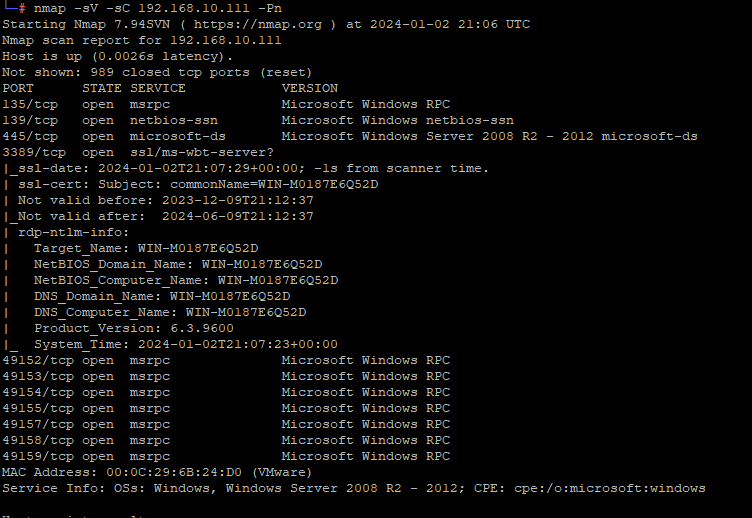 └─# nmap -sV -sC 192.168.10.111 -Pn
Starting Nmap 7.94SVN ( https://nmap.org ) at 2024-01-02 21:06 UTC
Nmap scan report for 192.168.10.111
Host is up (0.0026s latency).
Not shown: 989 closed tcp ports (reset)
PORT      STATE SERVICE            VERSION
135/tcp   open  msrpc              Microsoft Windows RPC
139/tcp   open  netbios-ssn        Microsoft Windows netbios-ssn
445/tcp   open  microsoft-ds       Microsoft Windows Server 2008 R2 - 2012 microsoft-ds
3389/tcp  open  ssl/ms-wbt-server?
|_ssl-date: 2024-01-02T21:07:29+00:00; -1s from scanner time.
| ssl-cert: Subject: commonName=WIN-M0187E6Q52D
| Not valid before: 2023-12-09T21:12:37
|_Not valid after:  2024-06-09T21:12:37
| rdp-ntlm-info:
|   Target_Name: WIN-M0187E6Q52D
|   NetBIOS_Domain_Name: WIN-M0187E6Q52D
|   NetBIOS_Computer_Name: WIN-M0187E6Q52D
|   DNS_Domain_Name: WIN-M0187E6Q52D
|   DNS_Computer_Name: WIN-M0187E6Q52D
|   Product_Version: 6.3.9600
|_  System_Time: 2024-01-02T21:07:23+00:00
49152/tcp open  msrpc              Microsoft Windows RPC
49153/tcp open  msrpc              Microsoft Windows RPC
49154/tcp open  msrpc              Microsoft Windows RPC
49155/tcp open  msrpc              Microsoft Windows RPC
49157/tcp open  msrpc              Microsoft Windows RPC
49158/tcp open  msrpc              Microsoft Windows RPC
49159/tcp open  msrpc              Microsoft Windows RPC
MAC Address: 00:0C:29:6B:24:D0 (VMware)
Service Info: OSs: Windows, Windows Server 2008 R2 - 2012; CPE: cpe:/o:microsoft:windows